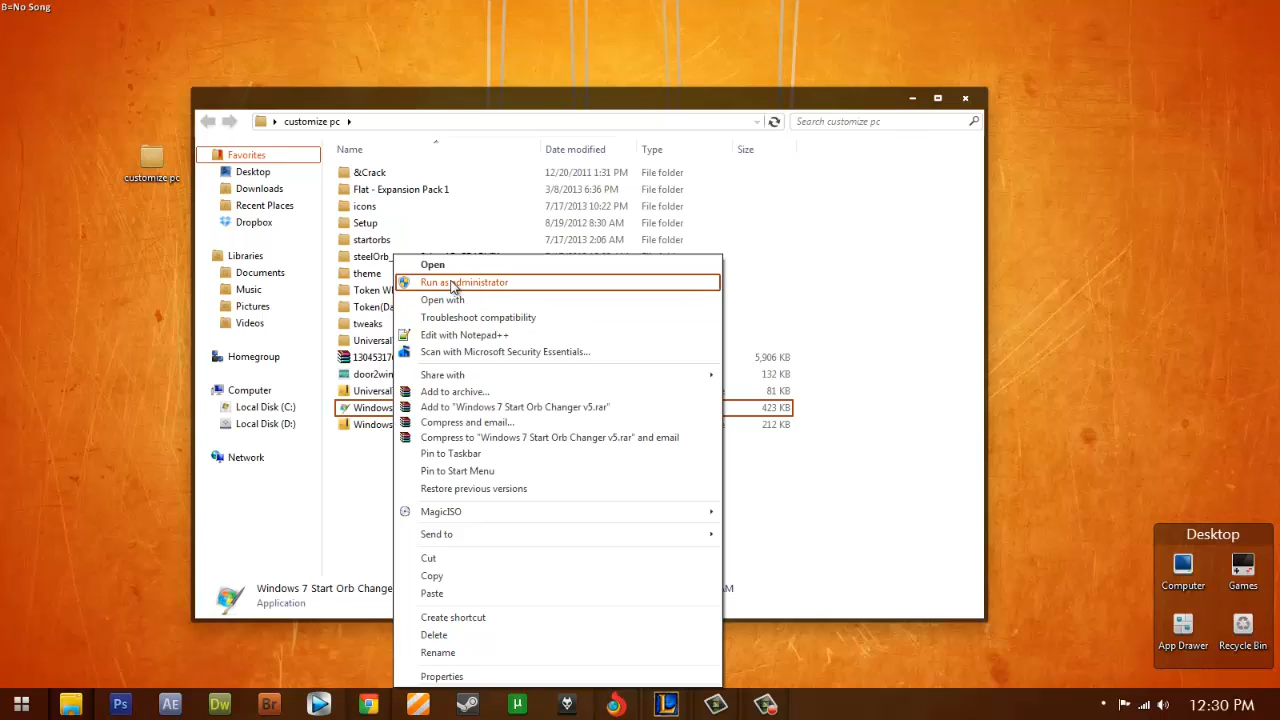 B=No Song
customize pc
customize pc
Search customize pc
Name
Date modified
Type
Size
Favorites
Desktop
Downloads
Recent Places
Dropbox
Libraries
Documents
Music
Pictures
Videos
Homegroup
Computer
Local Disk (C:)
Local Disk (D:)
Network
&Crack 12/20/2011 1:31 PM File folder
Flat - Expansion Pack 1 3/8/2013 6:36 PM File folder
icons 7/17/2013 10:22 PM File folder
Setup 8/19/2012 8:30 AM File folder
startorbs 7/17/2013 2:06 AM File folder
steelOrb_
theme
Token W
Token(Da
tweaks
Universal
1304531 5,906 KB
door2win 132 KB
Universal 81 KB
Windows 423 KB
Windows 212 KB
Open
Run as administrator
Open with
Troubleshoot compatibility
Edit with Notepad++
Scan with Microsoft Security Essentials...
Share with
Add to archive...
Add to "Windows 7 Start Orb Changer v5.rar"
Compress and email...
Compress to "Windows 7 Start Orb Changer v5.rar" and email
Pin to Taskbar
Pin to Start Menu
Restore previous versions
MagicISO
Send to
Cut
Copy
Paste
Create shortcut
Delete
Rename
Properties
Windows 7 Start Orb Change
Application
AM
Desktop
Computer
Games
App Drawer
Recycle Bin
Ps AE Dw Br
12:30 PM